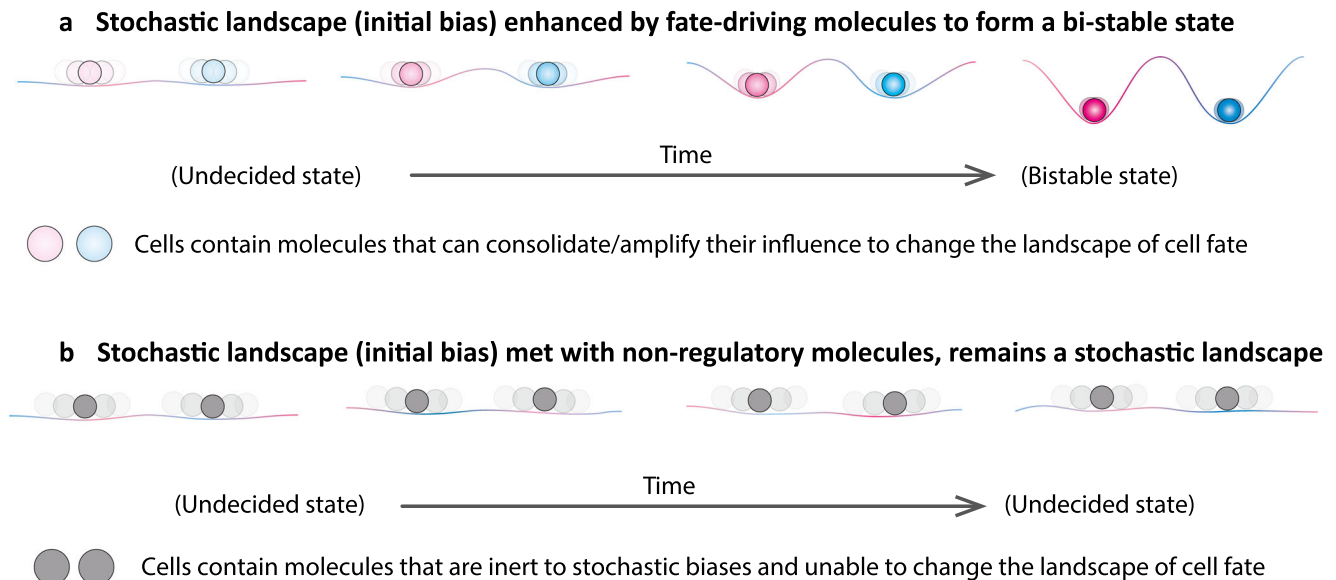 a Stochastic landscape (initial bias) enhanced by fate-driving molecules to form a bi-stable state
Time
(Undecided state)
(Bistable state)
Cells contain molecules that can consolidate/amplify their influence to change the landscape of cell fate
b Stochastic landscape (initial bias) met with non-regulatory molecules, remains a stochastic landscape
Time
(Undecided state)
(Undecided state)
Cells contain molecules that are inert to stochastic biases and unable to change the landscape of cell fate